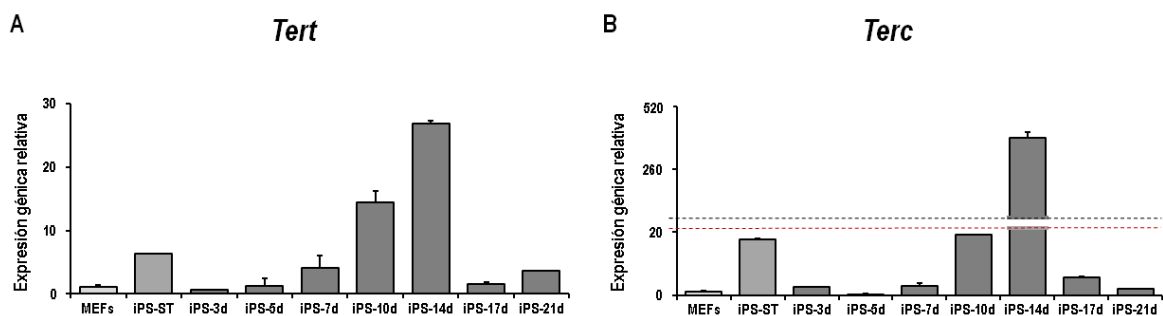 A
Tert
Expresión génica relativa
30
20
10
0
MEFs iPS-ST iPS-3d iPS-5d iPS-7d iPS-10d iPS-14d iPS-17d iPS-21d
B
Terc
Expresión génica relativa
520
260
20
0
MEFs iPS-ST iPS-3d iPS-5d iPS-7d iPS-10d iPS-14d iPS-17d iPS-21d